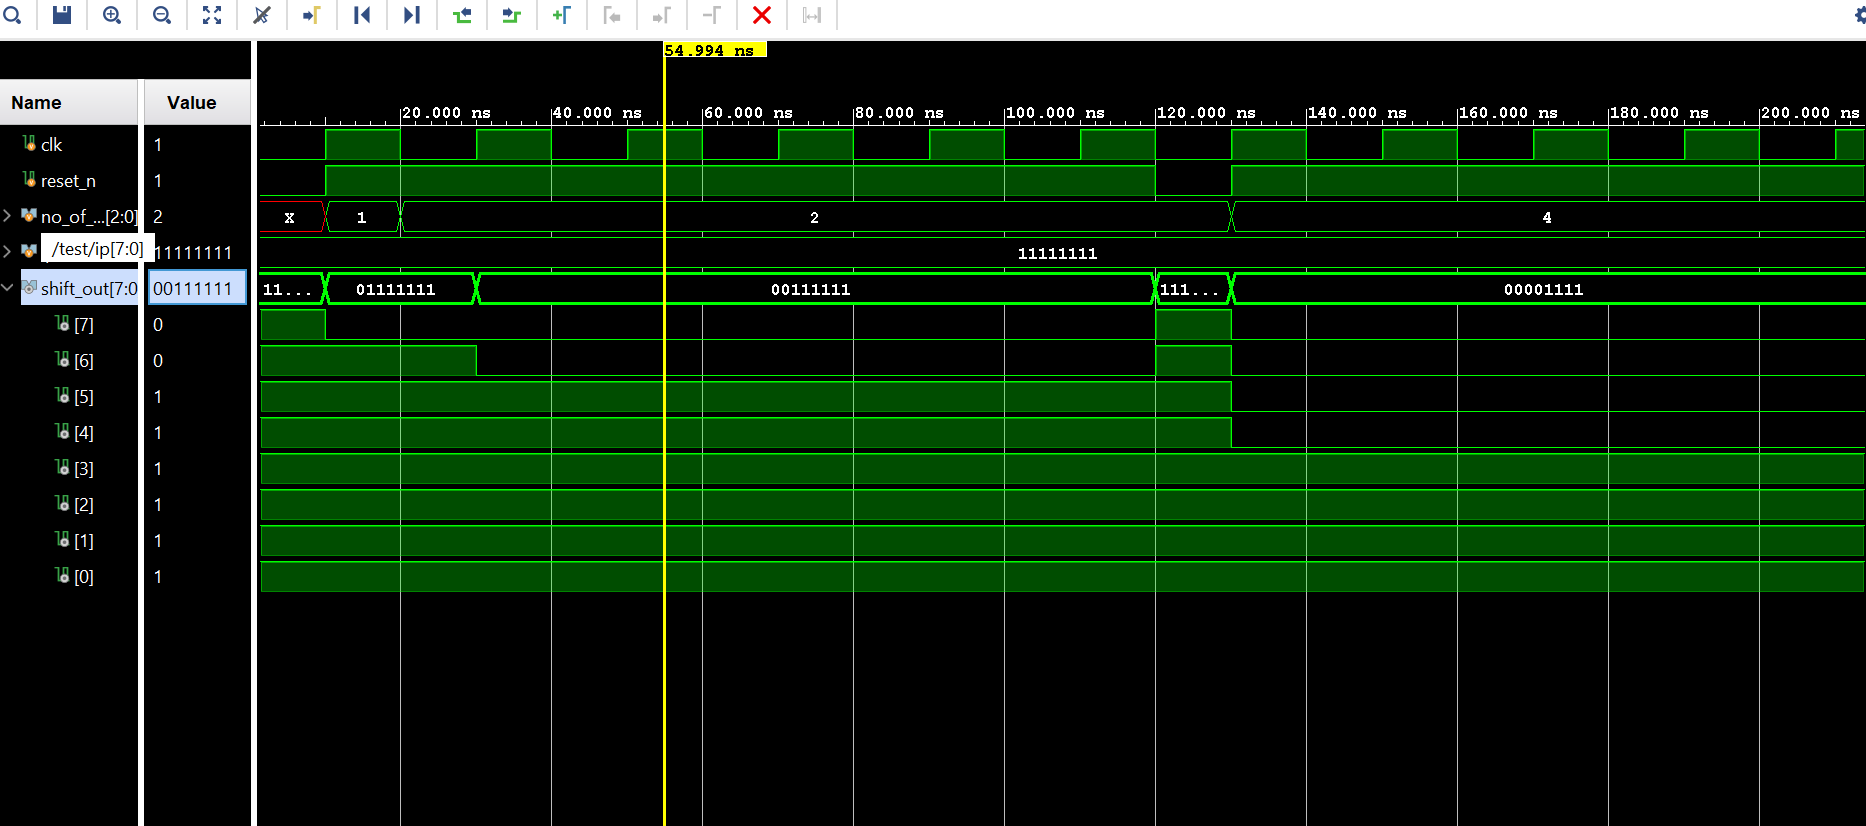 54.994 ns
Name Value
20.000 ns 40.000 ns 60.000 ns 80.000 ns 100.000 ns 120.000 ns 140.000 ns 160.000 ns 180.000 ns 200.000 ns
clk 1
reset_n 1
no_of_...[2:0] 2 X 1 2 4
/test/ip[7:0] 11111111 11111111
shift_out[7:0 00111111 11... 01111111 00111111 111... 00001111
[7] 0
[6] 0
[5] 1
[4] 1
[3] 1
[2] 1
[1] 1
[0] 1